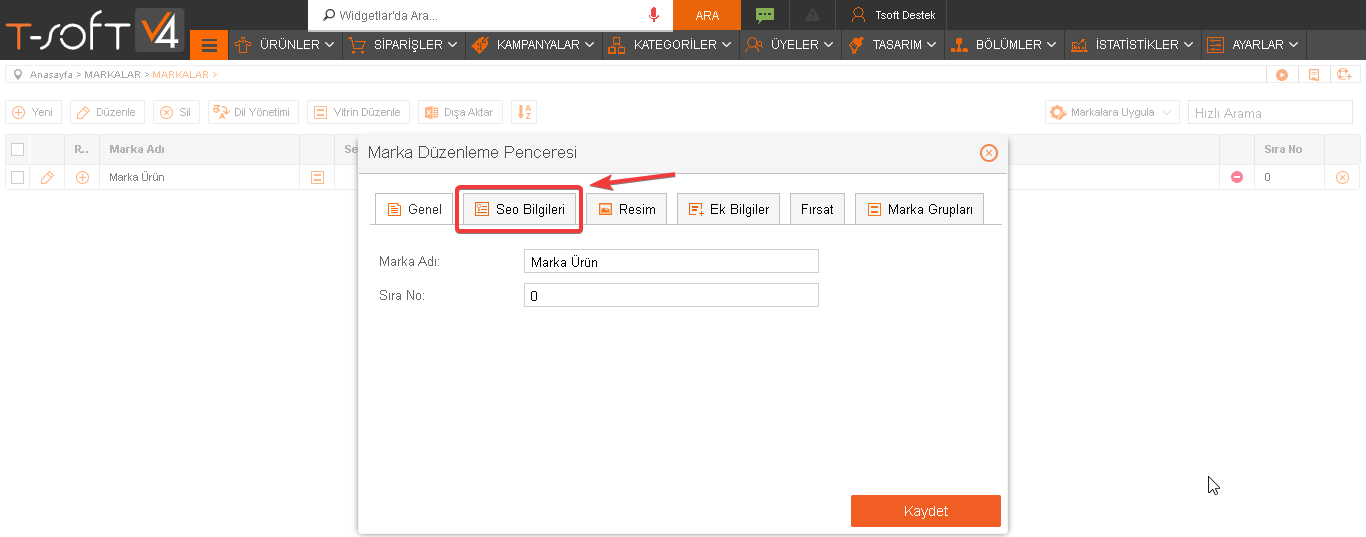 T-SOFT V4
Widgetlar'da Ara...
ARA
Tsoft Destek
ÜRÜNLER
SİPARİŞLER
KAMPANYALAR
KATEGORİLER
ÜYELER
TASARIM
BÖLÜMLER
İSTATİSTİKLER
AYARLAR
Anasayfa > MARKALAR > MARKALAR >
Yeni
Düzenle
Sil
Dil Yönetimi
Vitrin Düzenle
Dışa Aktar
Markalara Uygula
Hızlı Arama
R..
Marka Adı
Se
Sıra No
Marka Ürün
0
Marka Düzenleme Penceresi
Genel
Seo Bilgileri
Resim
Ek Bilgiler
Fırsat
Marka Grupları
Marka Adı:
Marka Ürün
Sıra No:
0
Kaydet